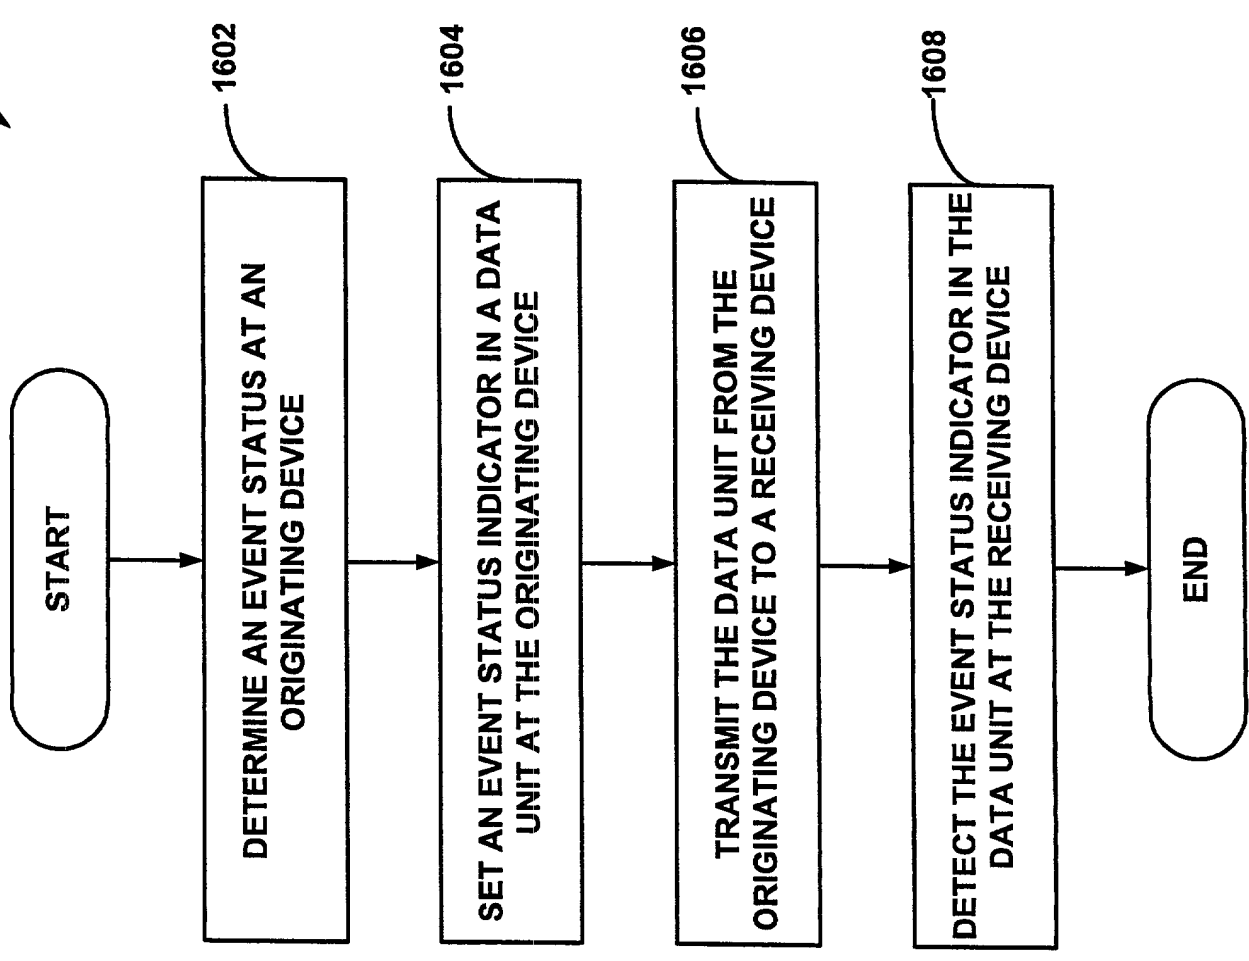 START
1602
DETERMINE AN EVENT STATUS AT AN
ORIGINATING DEVICE
1604
SET AN EVENT STATUS INDICATOR IN A DATA
UNIT AT THE ORIGINATING DEVICE
1606
TRANSMIT THE DATA UNIT FROM THE
ORIGINATING DEVICE TO A RECEIVING DEVICE
1608
DETECT THE EVENT STATUS INDICATOR IN THE
DATA UNIT AT THE RECEIVING DEVICE
END